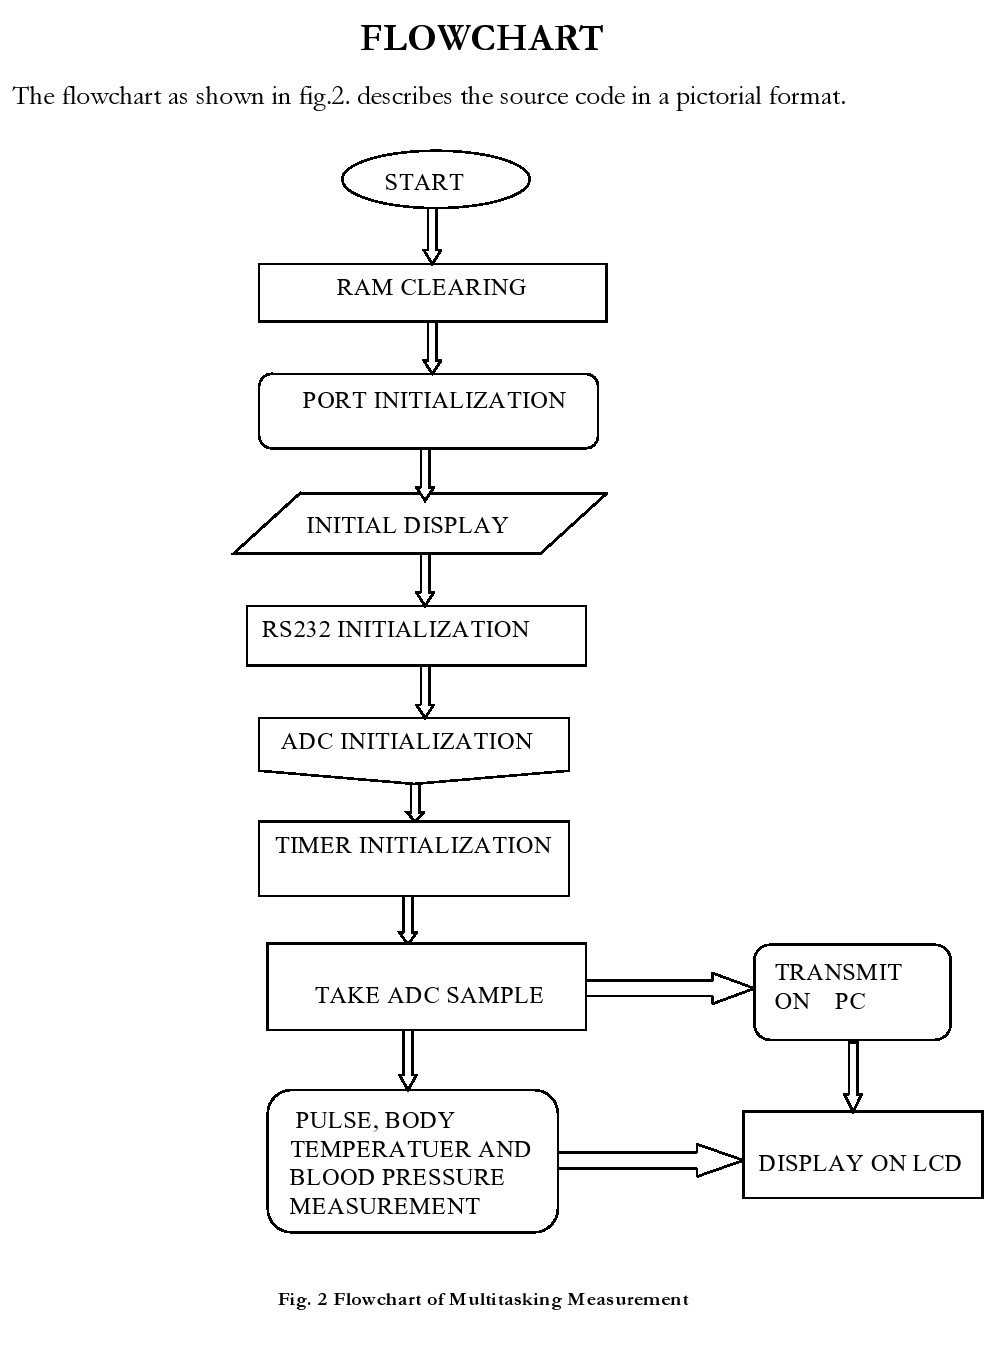 FLOWCHART
The flowchart as shown in fig.2. describes the source code in a pictorial format.
START
RAM CLEARING
PORT INITIALIZATION
INITIAL DISPLAY
RS232 INITIALIZATION
ADC INITIALIZATION
TIMER INITIALIZATION
TAKE ADC SAMPLE
TRANSMIT
ON PC
PULSE, BODY
TEMPERATUER AND
BLOOD PRESSURE
MEASUREMENT
DISPLAY ON LCD
Fig. 2 Flowchart of Multitasking Measurement